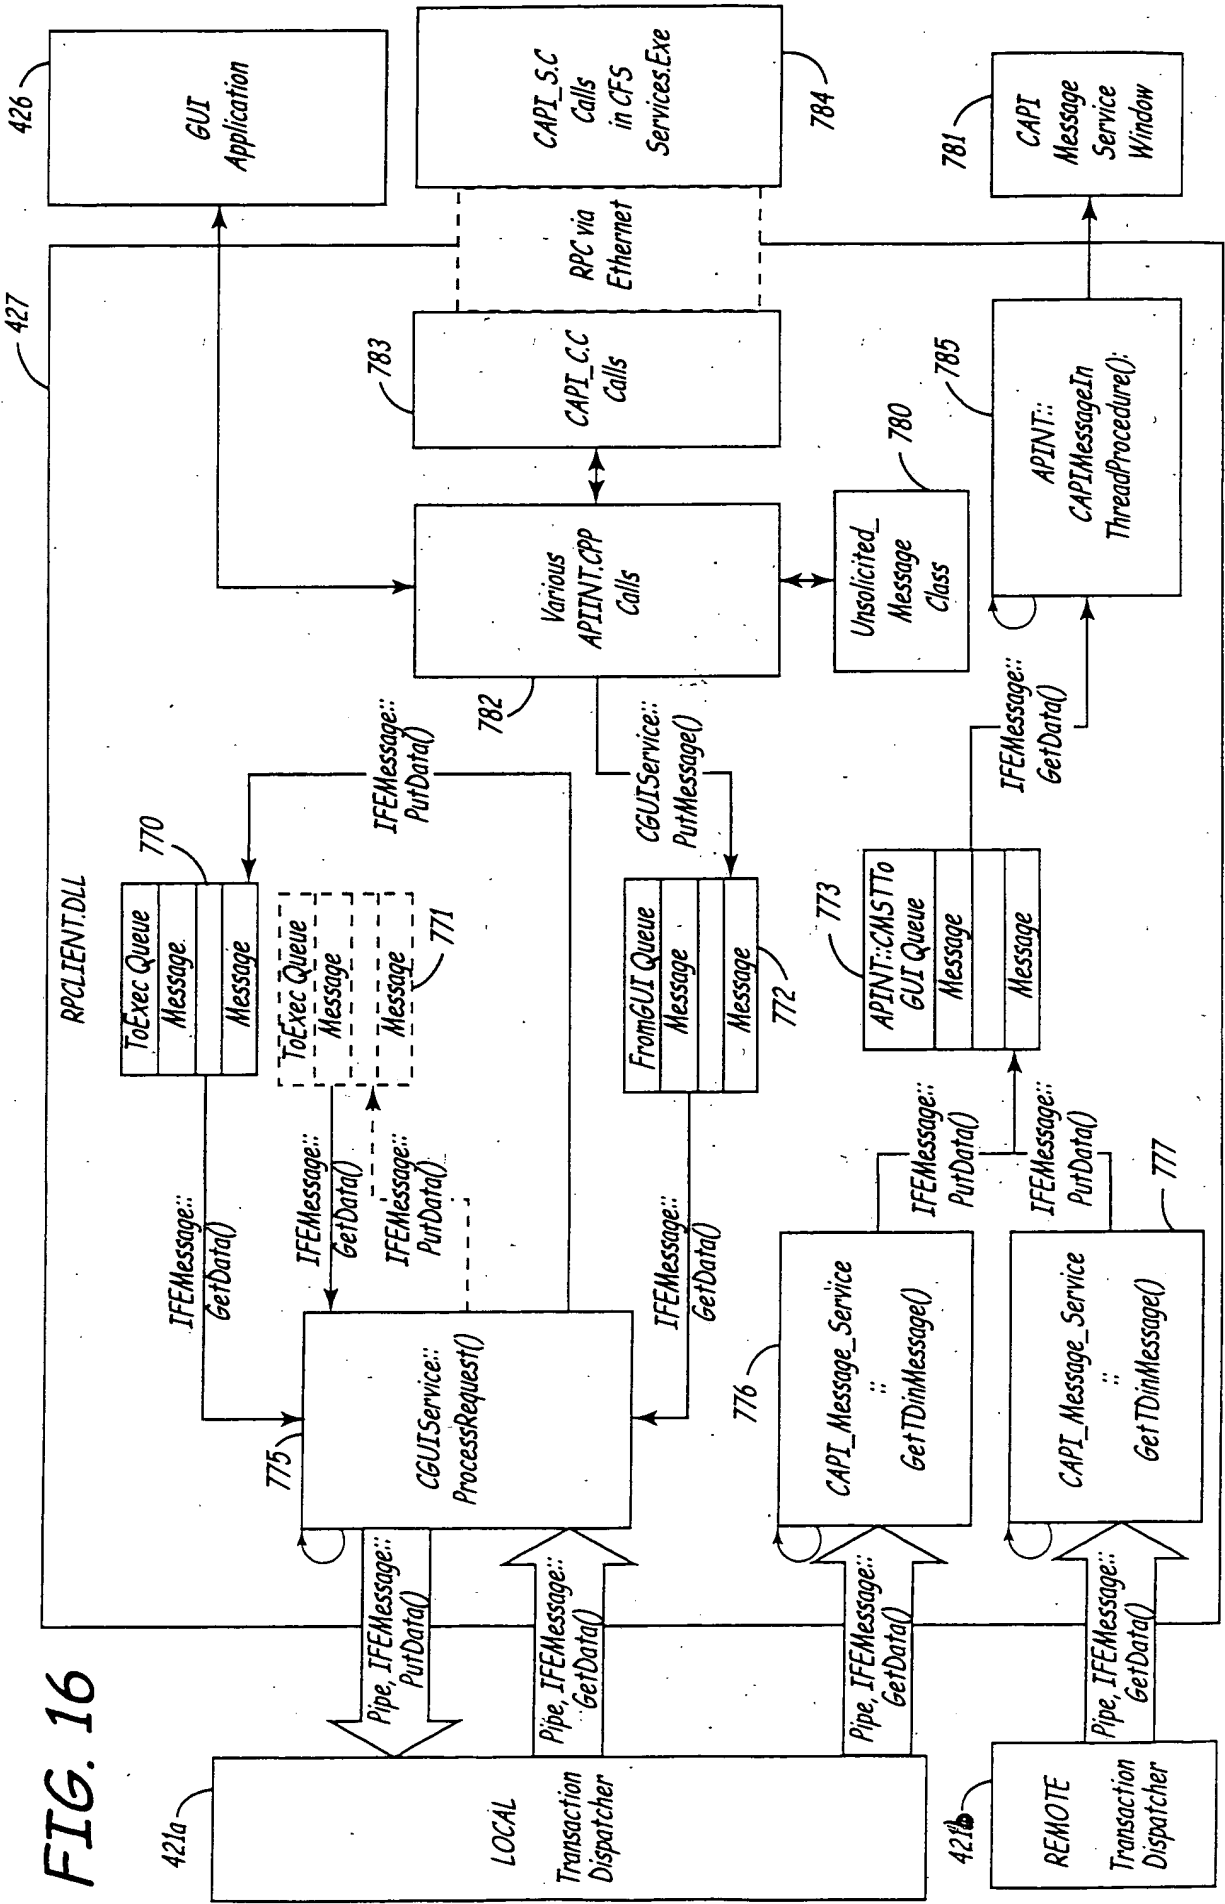 FIG. 16
421a
LOCAL
Transaction
Dispatcher
REMOTE
Transaction
Dispatcher
Pipe, IFEMessage::
PutData()
Pipe, IFEMessage::
GetData()
Pipe, IFEMessage::
GetData()
Pipe, IFEMessage::
GetData()
427
RPCLIENT.DLL
775
CGUIService::
ProcessRequest()
776
CAPI_Message_Service
::
GetTDinMessage()
777
CAPI_Message_Service
::
GetTDinMessage()
IFEMessage::
GetData()
IFEMessage::
GetData()
IFEMessage::
PutData()
IFEMessage::
GetData()
IFEMessage::
PutData()
IFEMessage::
PutData()
770
ToExec Queue
Message
Message
771
ToExec Queue
Message
Message
772
FromGUI Queue
Message
Message
773
APINT::CMSTTo
GUI Queue
Message
Message
IFEMessage::
PutData()
CGUIService::
PutMessage()
IFEMessage::
GetData()
782
Various
APIINT.CPP
Calls
780
Unsolicited_
Message
Class
783
CAPI_C.C
Calls
785
APINT::
CAPIMessageIn
ThreadProcedure();
RPC via
Ethernet
426
GUI
Application
784
CAPI_S.C
Calls
in CFS
Services.Exe
781
CAPI
Message
Service
Window